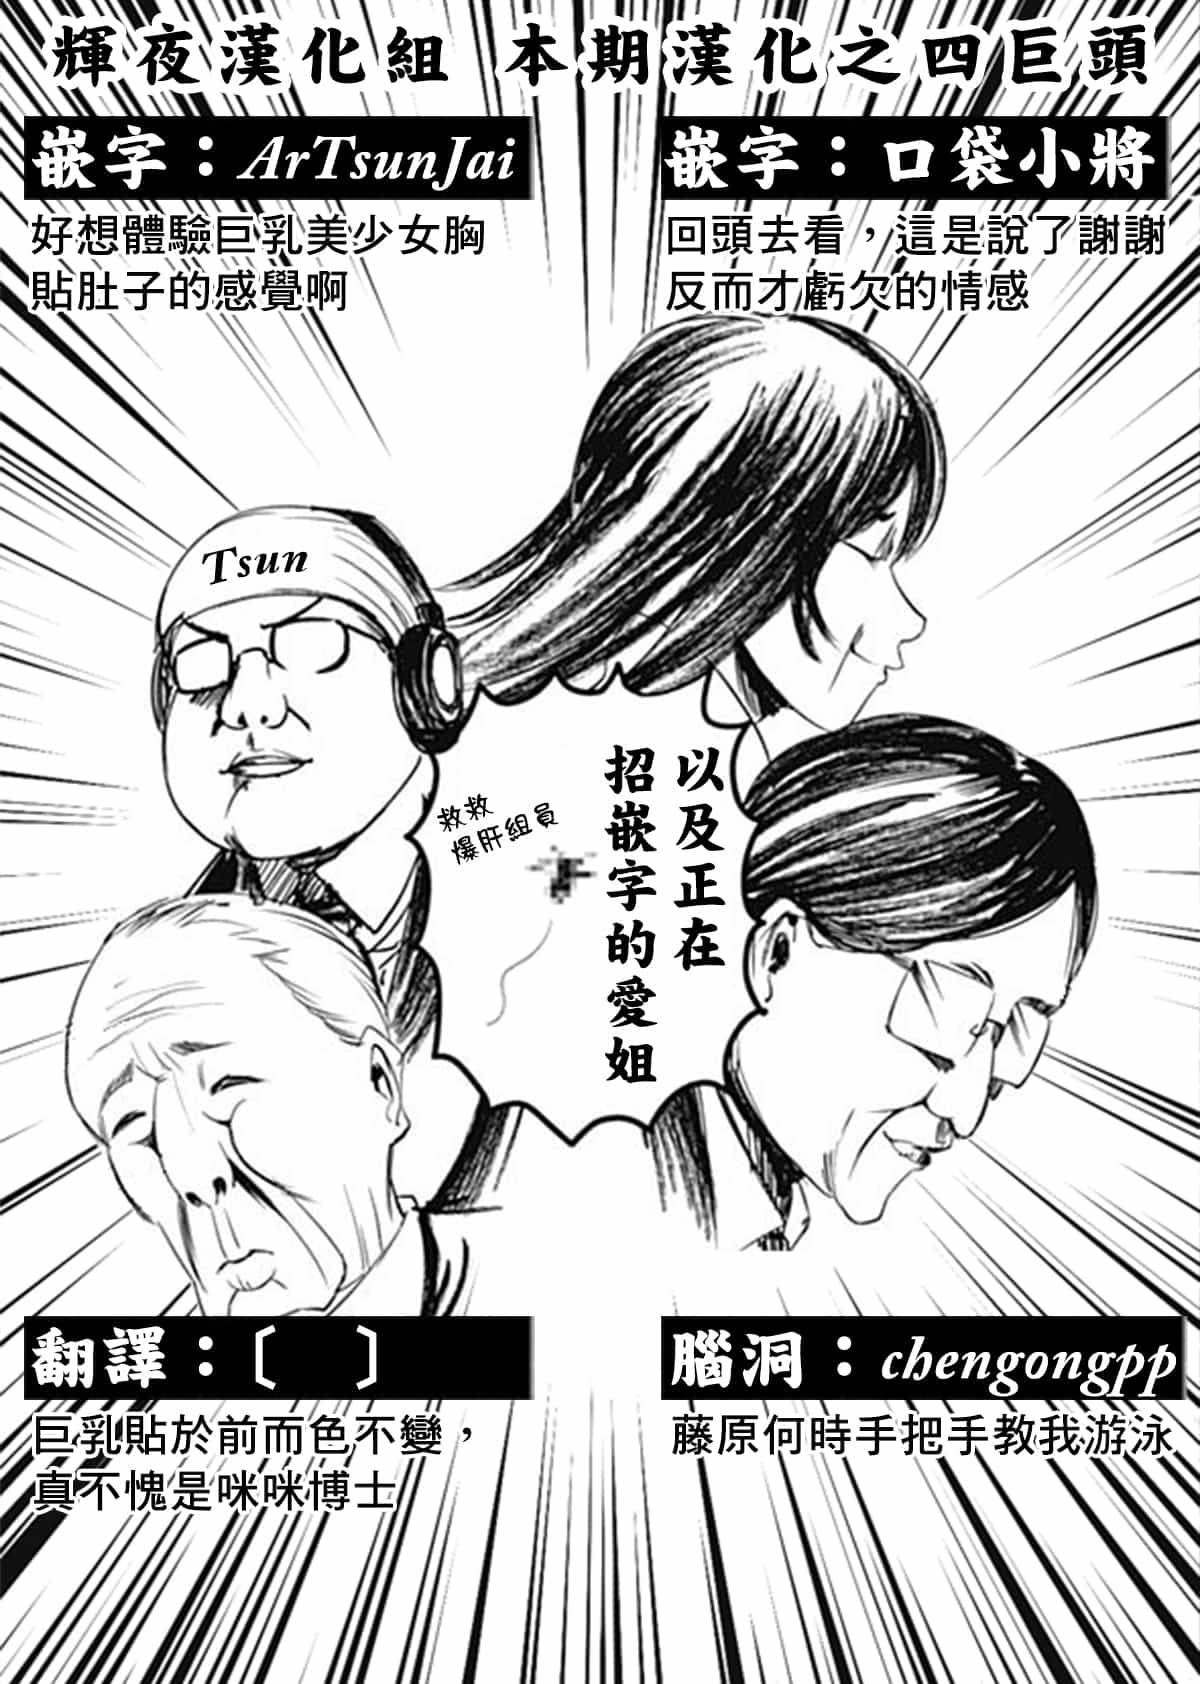 輝夜漢化組 本期漢化之四巨頭
嵌字：ArTsunJai
好想體驗巨乳美少女胸
貼肚子的感覺啊
嵌字：口袋小將
回頭去看，這是說了謝謝
反而才虧欠的情感
Tsun
以及正在
招嵌字的愛姐
救救
爆肝組員
翻譯：〔　〕
巨乳貼於前而色不變，
真不愧是咪咪博士
腦洞：chengongpp
藤原何時手把手教我游泳